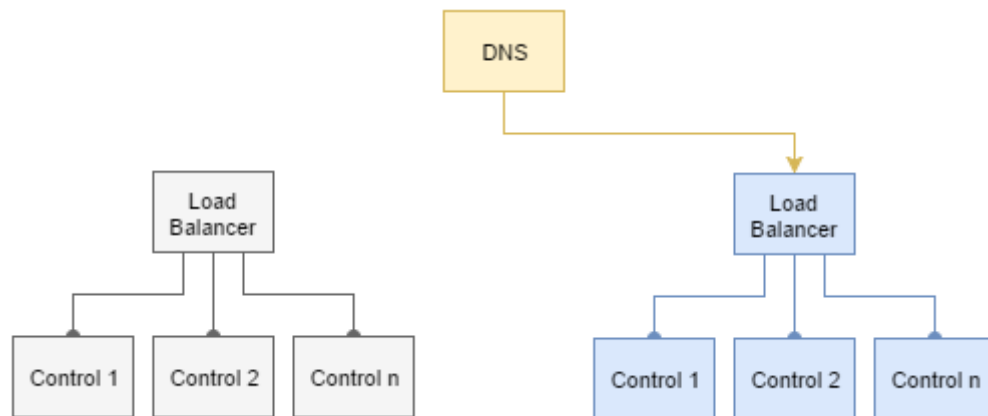 DNS
Load
Balancer
Load
Balancer
Control 1
Control 2
Control n
Control 1
Control 2
Control n